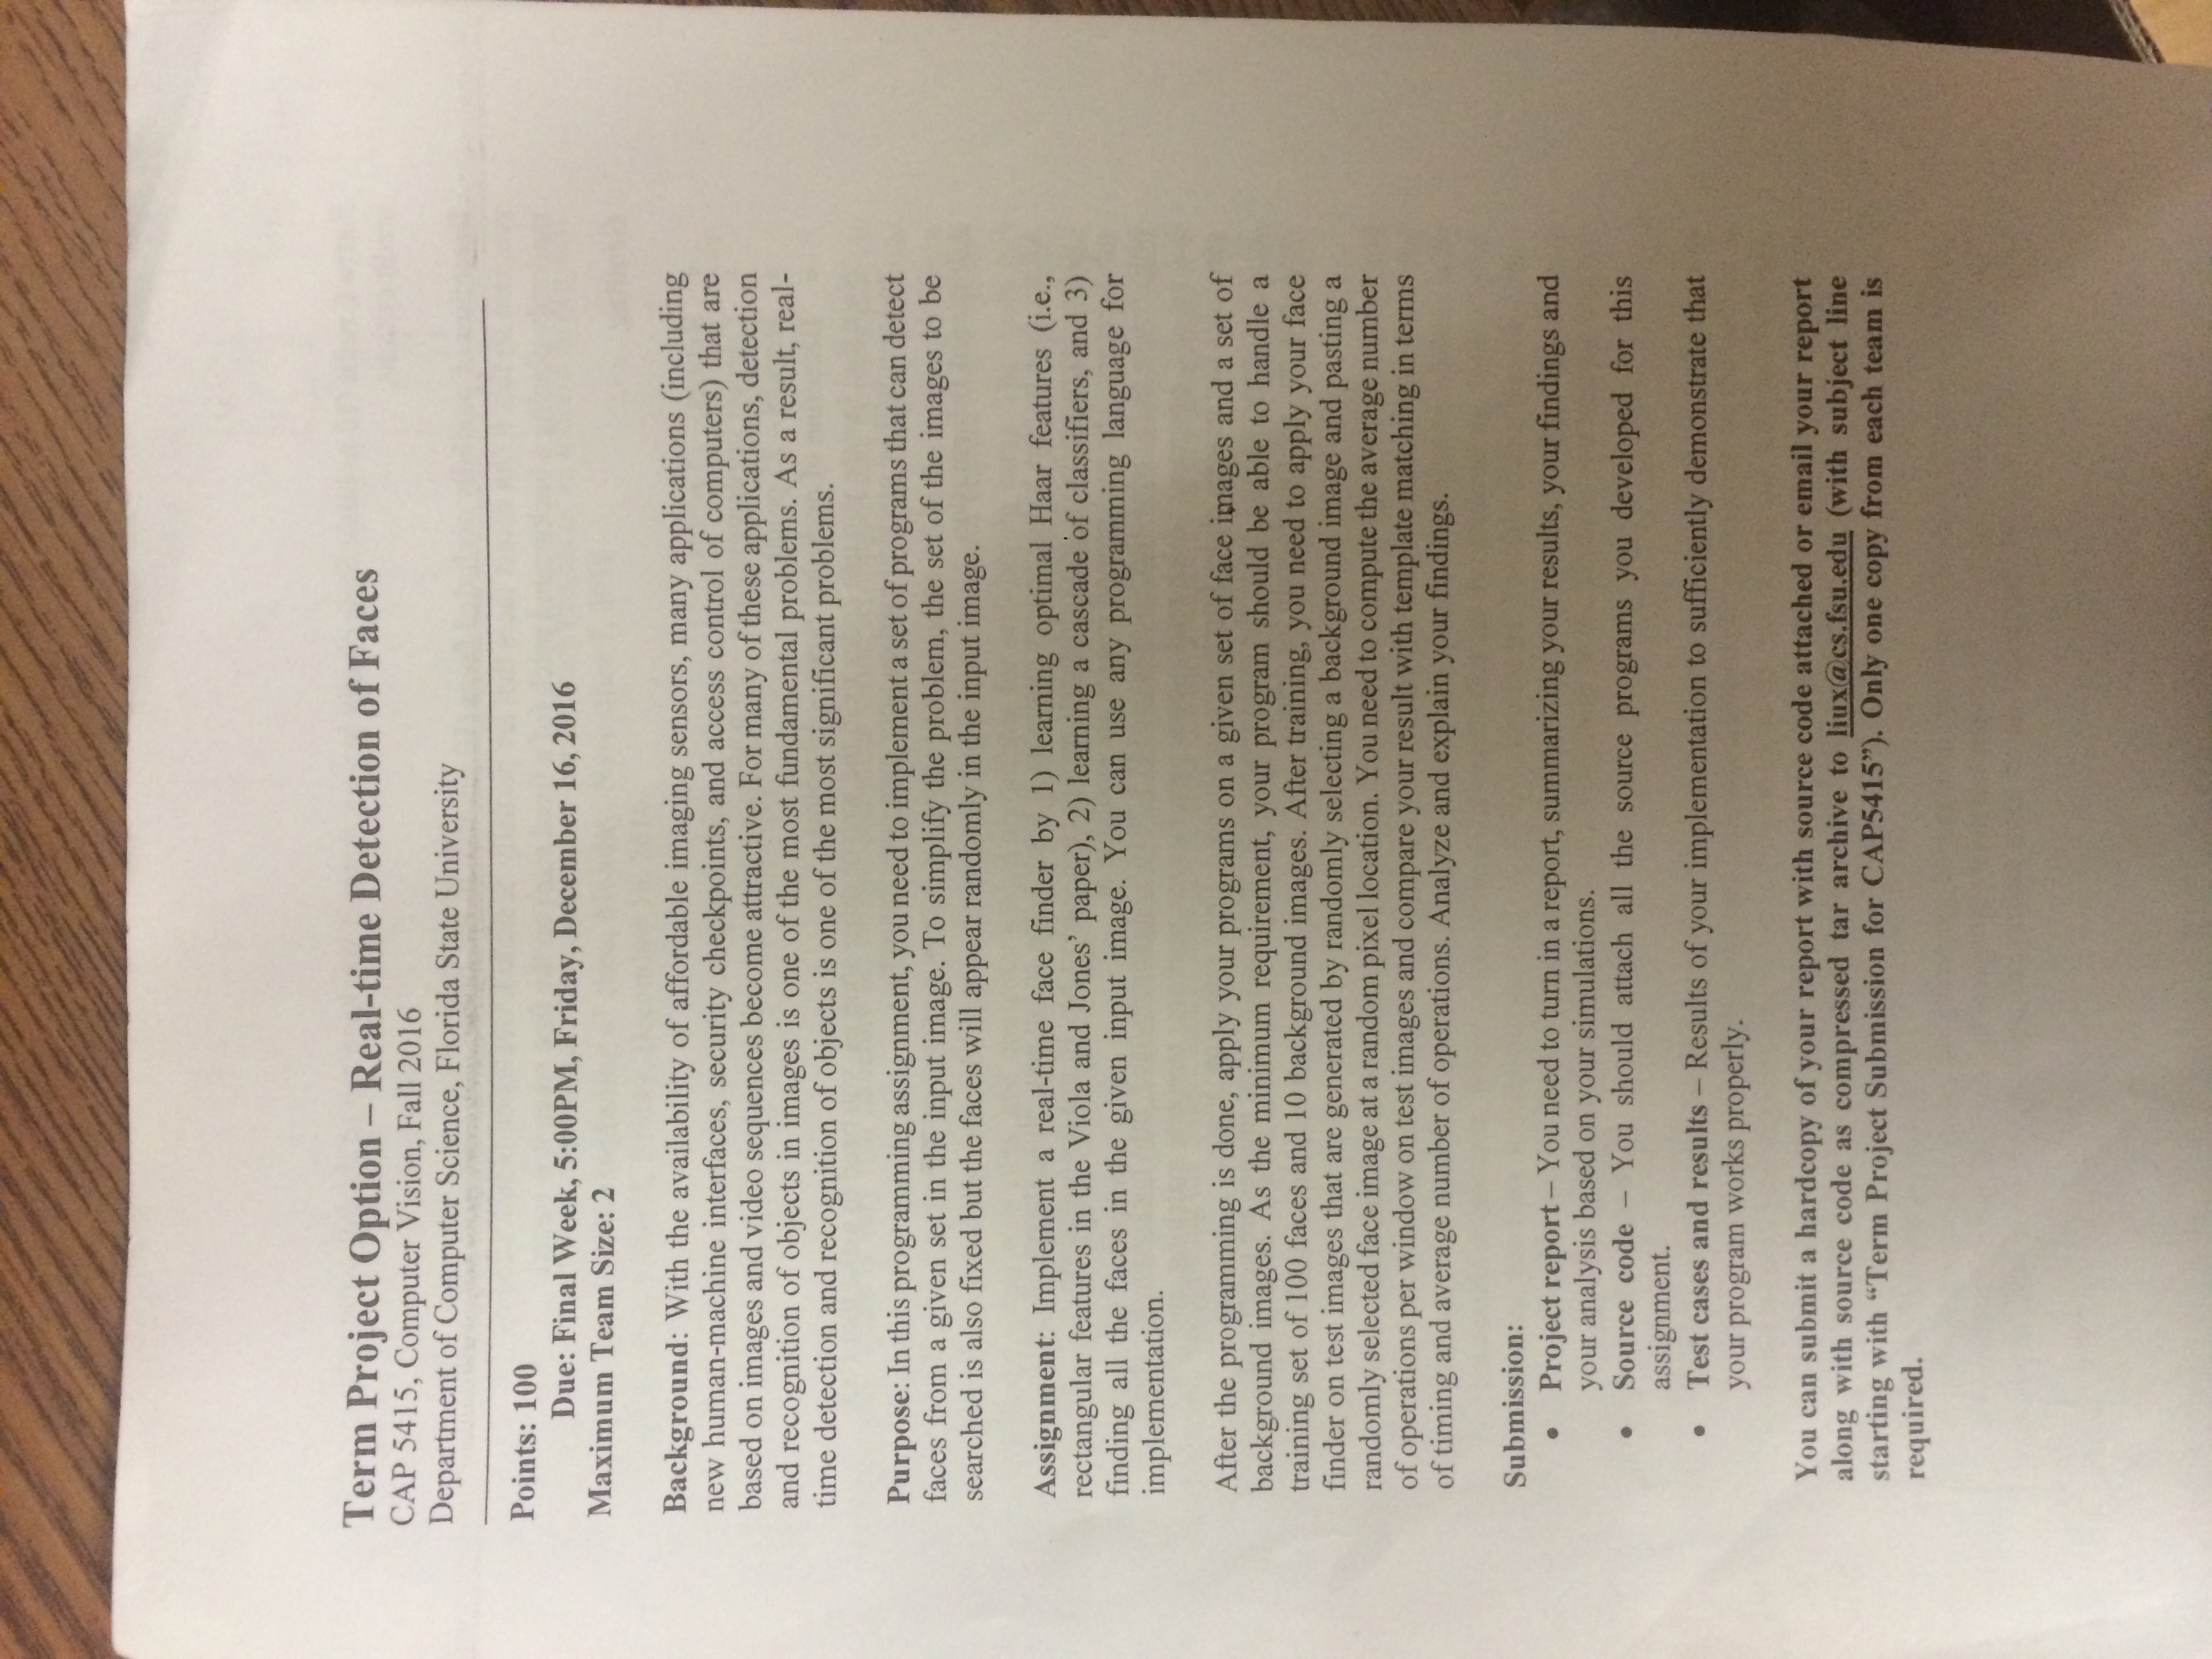 Term Project Option – Real-time Detection of Faces
CAP 5415, Computer Vision, Fall 2016
Department of Computer Science, Florida State University
Points: 100
Due: Final Week, 5:00PM, Friday, December 16, 2016
Maximum Team Size: 2
Background: With the availability of affordable imaging sensors, many applications (including
new human-machine interfaces, security checkpoints, and access control of computers) that are
based on images and video sequences become attractive. For many of these applications, detection
and recognition of objects in images is one of the most fundamental problems. As a result, real-
time detection and recognition of objects is one of the most significant problems.
Purpose: In this programming assignment, you need to implement a set of programs that can detect
faces from a given set in the input image. To simplify the problem, the set of the images to be
searched is also fixed but the faces will appear randomly in the input image.
Assignment: Implement a real-time face finder by 1) learning optimal Haar features (i.e.,
rectangular features in the Viola and Jones’ paper), 2) learning a cascade of classifiers, and 3)
finding all the faces in the given input image. You can use any programming language for
implementation.
After the programming is done, apply your programs on a given set of face images and a set of
background images. As the minimum requirement, your program should be able to handle a
training set of 100 faces and 10 background images. After training, you need to apply your face
finder on test images that are generated by randomly selecting a background image and pasting a
randomly selected face image at a random pixel location. You need to compute the average number
of operations per window on test images and compare your result with template matching in terms
of timing and average number of operations. Analyze and explain your findings.
Submission:
• Project report – You need to turn in a report, summarizing your results, your findings and
your analysis based on your simulations.
• Source code – You should attach all the source programs you developed for this
assignment.
• Test cases and results – Results of your implementation to sufficiently demonstrate that
your program works properly.
You can submit a hardcopy of your report with source code attached or email your report
along with source code as compressed tar archive to liux@cs.fsu.edu (with subject line
starting with “Term Project Submission for CAP5415”). Only one copy from each team is
required.